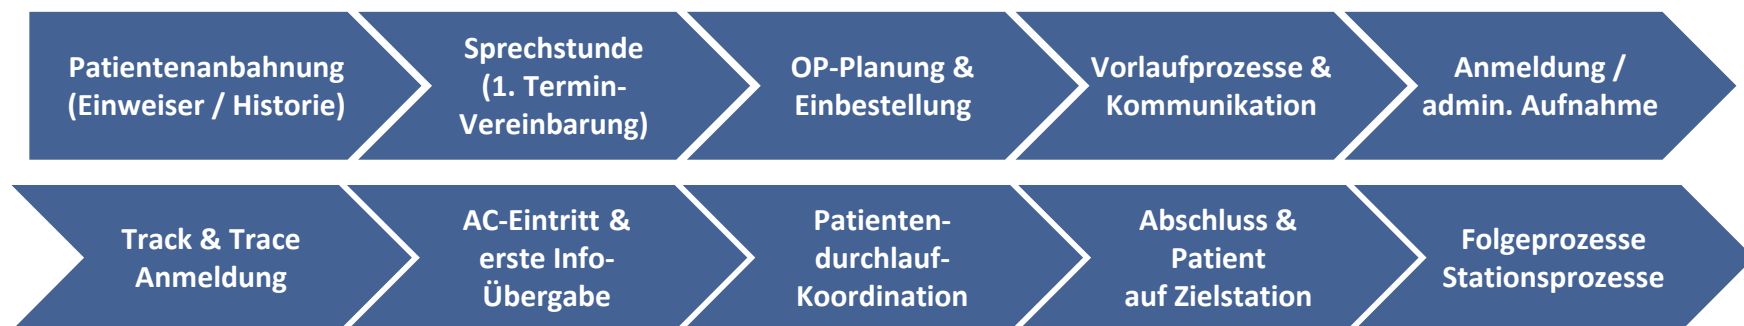 Patientenanbahnung
(Einweiser / Historie)
Sprechstunde
(1. Termin-
Vereinbarung)
OP-Planung &
Einbestellung
Vorlaufprozesse &
Kommunikation
Anmeldung /
admin. Aufnahme
Track & Trace
Anmeldung
AC-Eintritt &
erste Info-
Übergabe
Patienten-
durchlauf-
Koordination
Abschluss &
Patient
auf Zielstation
Folgeprozesse
Stationsprozesse